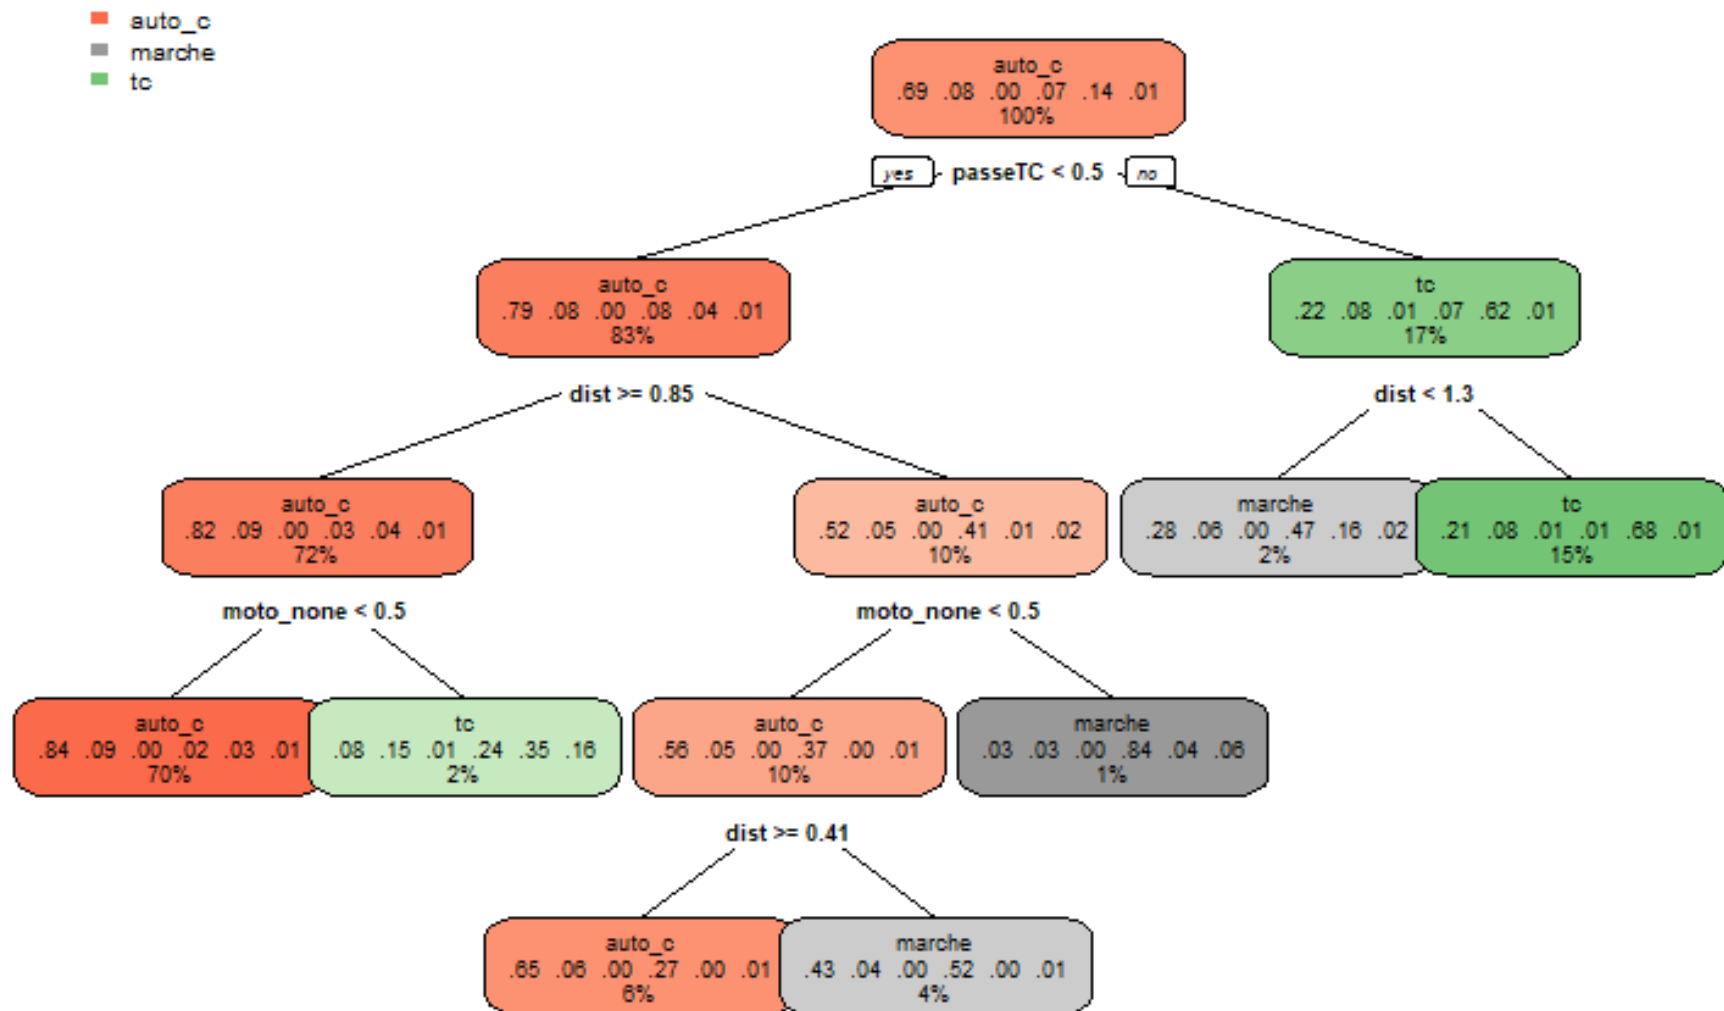 auto_c
marche
tc
auto_c
.69 .08 .00 .07 .14 .01
100%
yes passeTC < 0.5 no
auto_c
.79 .08 .00 .08 .04 .01
83%
tc
.22 .08 .01 .07 .62 .01
17%
dist >= 0.85
dist < 1.3
auto_c
.82 .09 .00 .03 .04 .01
72%
auto_c
.52 .05 .00 .41 .01 .02
10%
marche
.28 .06 .00 .47 .16 .02
2%
tc
.21 .08 .01 .01 .68 .01
15%
moto_none < 0.5
moto_none < 0.5
auto_c
.84 .09 .00 .02 .03 .01
70%
tc
.08 .15 .01 .24 .35 .16
2%
auto_c
.56 .05 .00 .37 .00 .01
10%
marche
.03 .03 .00 .84 .04 .06
1%
dist >= 0.41
auto_c
.65 .06 .00 .27 .00 .01
6%
marche
.43 .04 .00 .52 .00 .01
4%